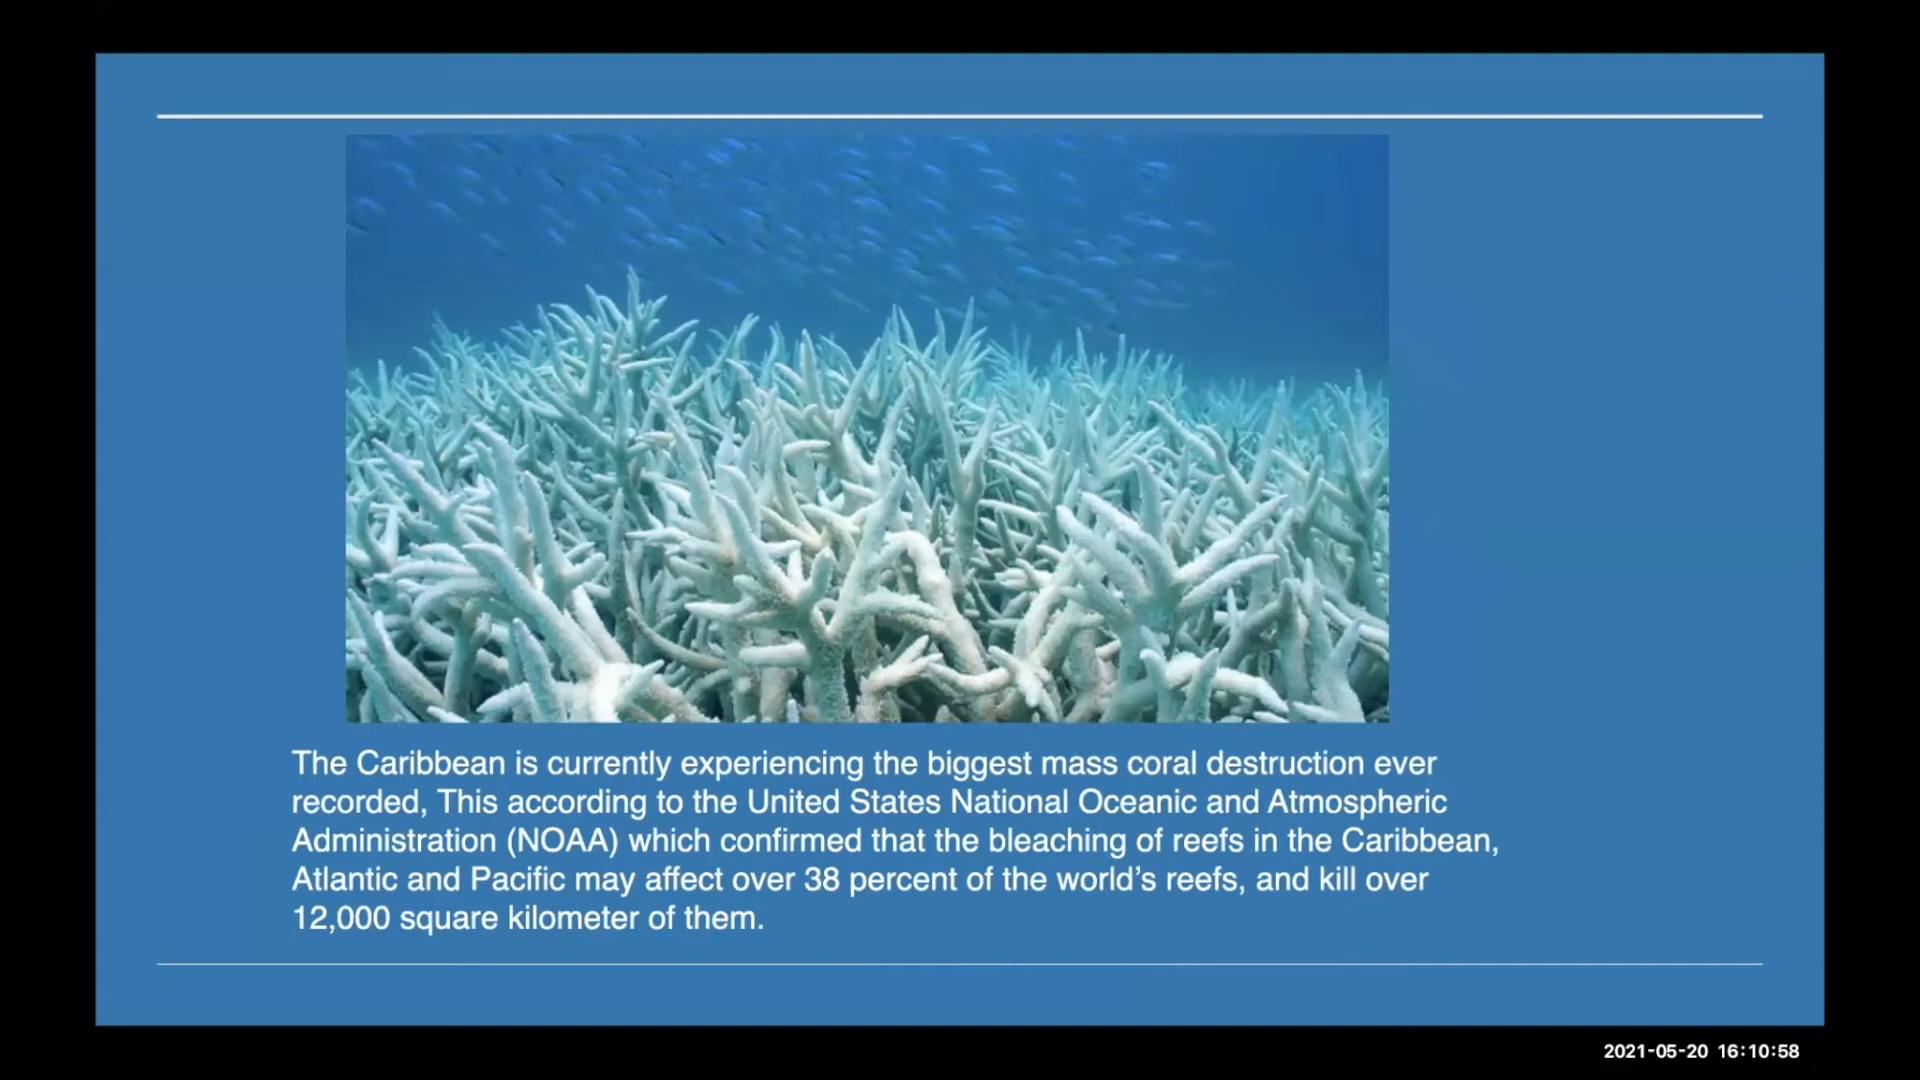 The Caribbean is currently experiencing the biggest mass coral destruction ever
recorded, This according to the United States National Oceanic and Atmospheric
Administration (NOAA) which confirmed that the bleaching of reefs in the Caribbean,
Atlantic and Pacific may affect over 38 percent of the world’s reefs, and kill over
12,000 square kilometer of them.
2021-05-20 16:10:58